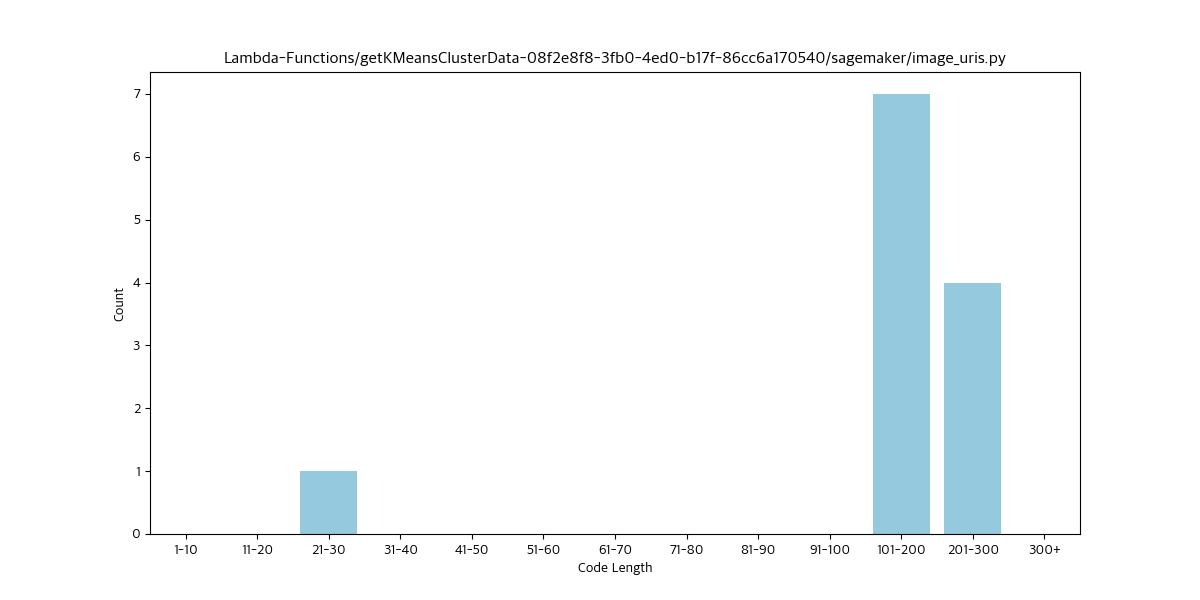 Lambda-Functions/getKMeansClusterData-08f2e8f8-3fb0-4ed0-b17f-86cc6a170540/sagemaker/image_uris.py
7
6
5
4
3
2
1
0
Count
1-10 11-20 21-30 31-40 41-50 51-60 61-70 71-80 81-90 91-100 101-200 201-300 300+
Code Length